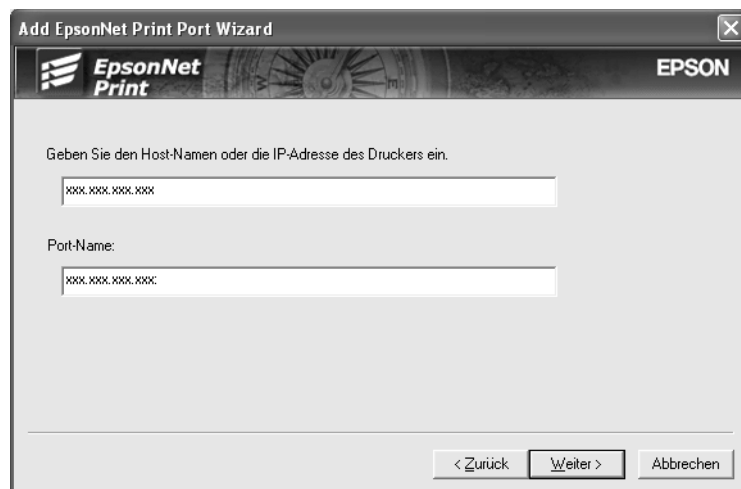 Add EpsonNet Print Port Wizard
EpsonNet
Print
EPSON
Geben Sie den Host-Namen oder die IP-Adresse des Druckers ein.
xxx.xxx.xxx.xxx
Port-Name:
xxx.xxx.xxx.xxx:
< Zurück Weiter > Abbrechen